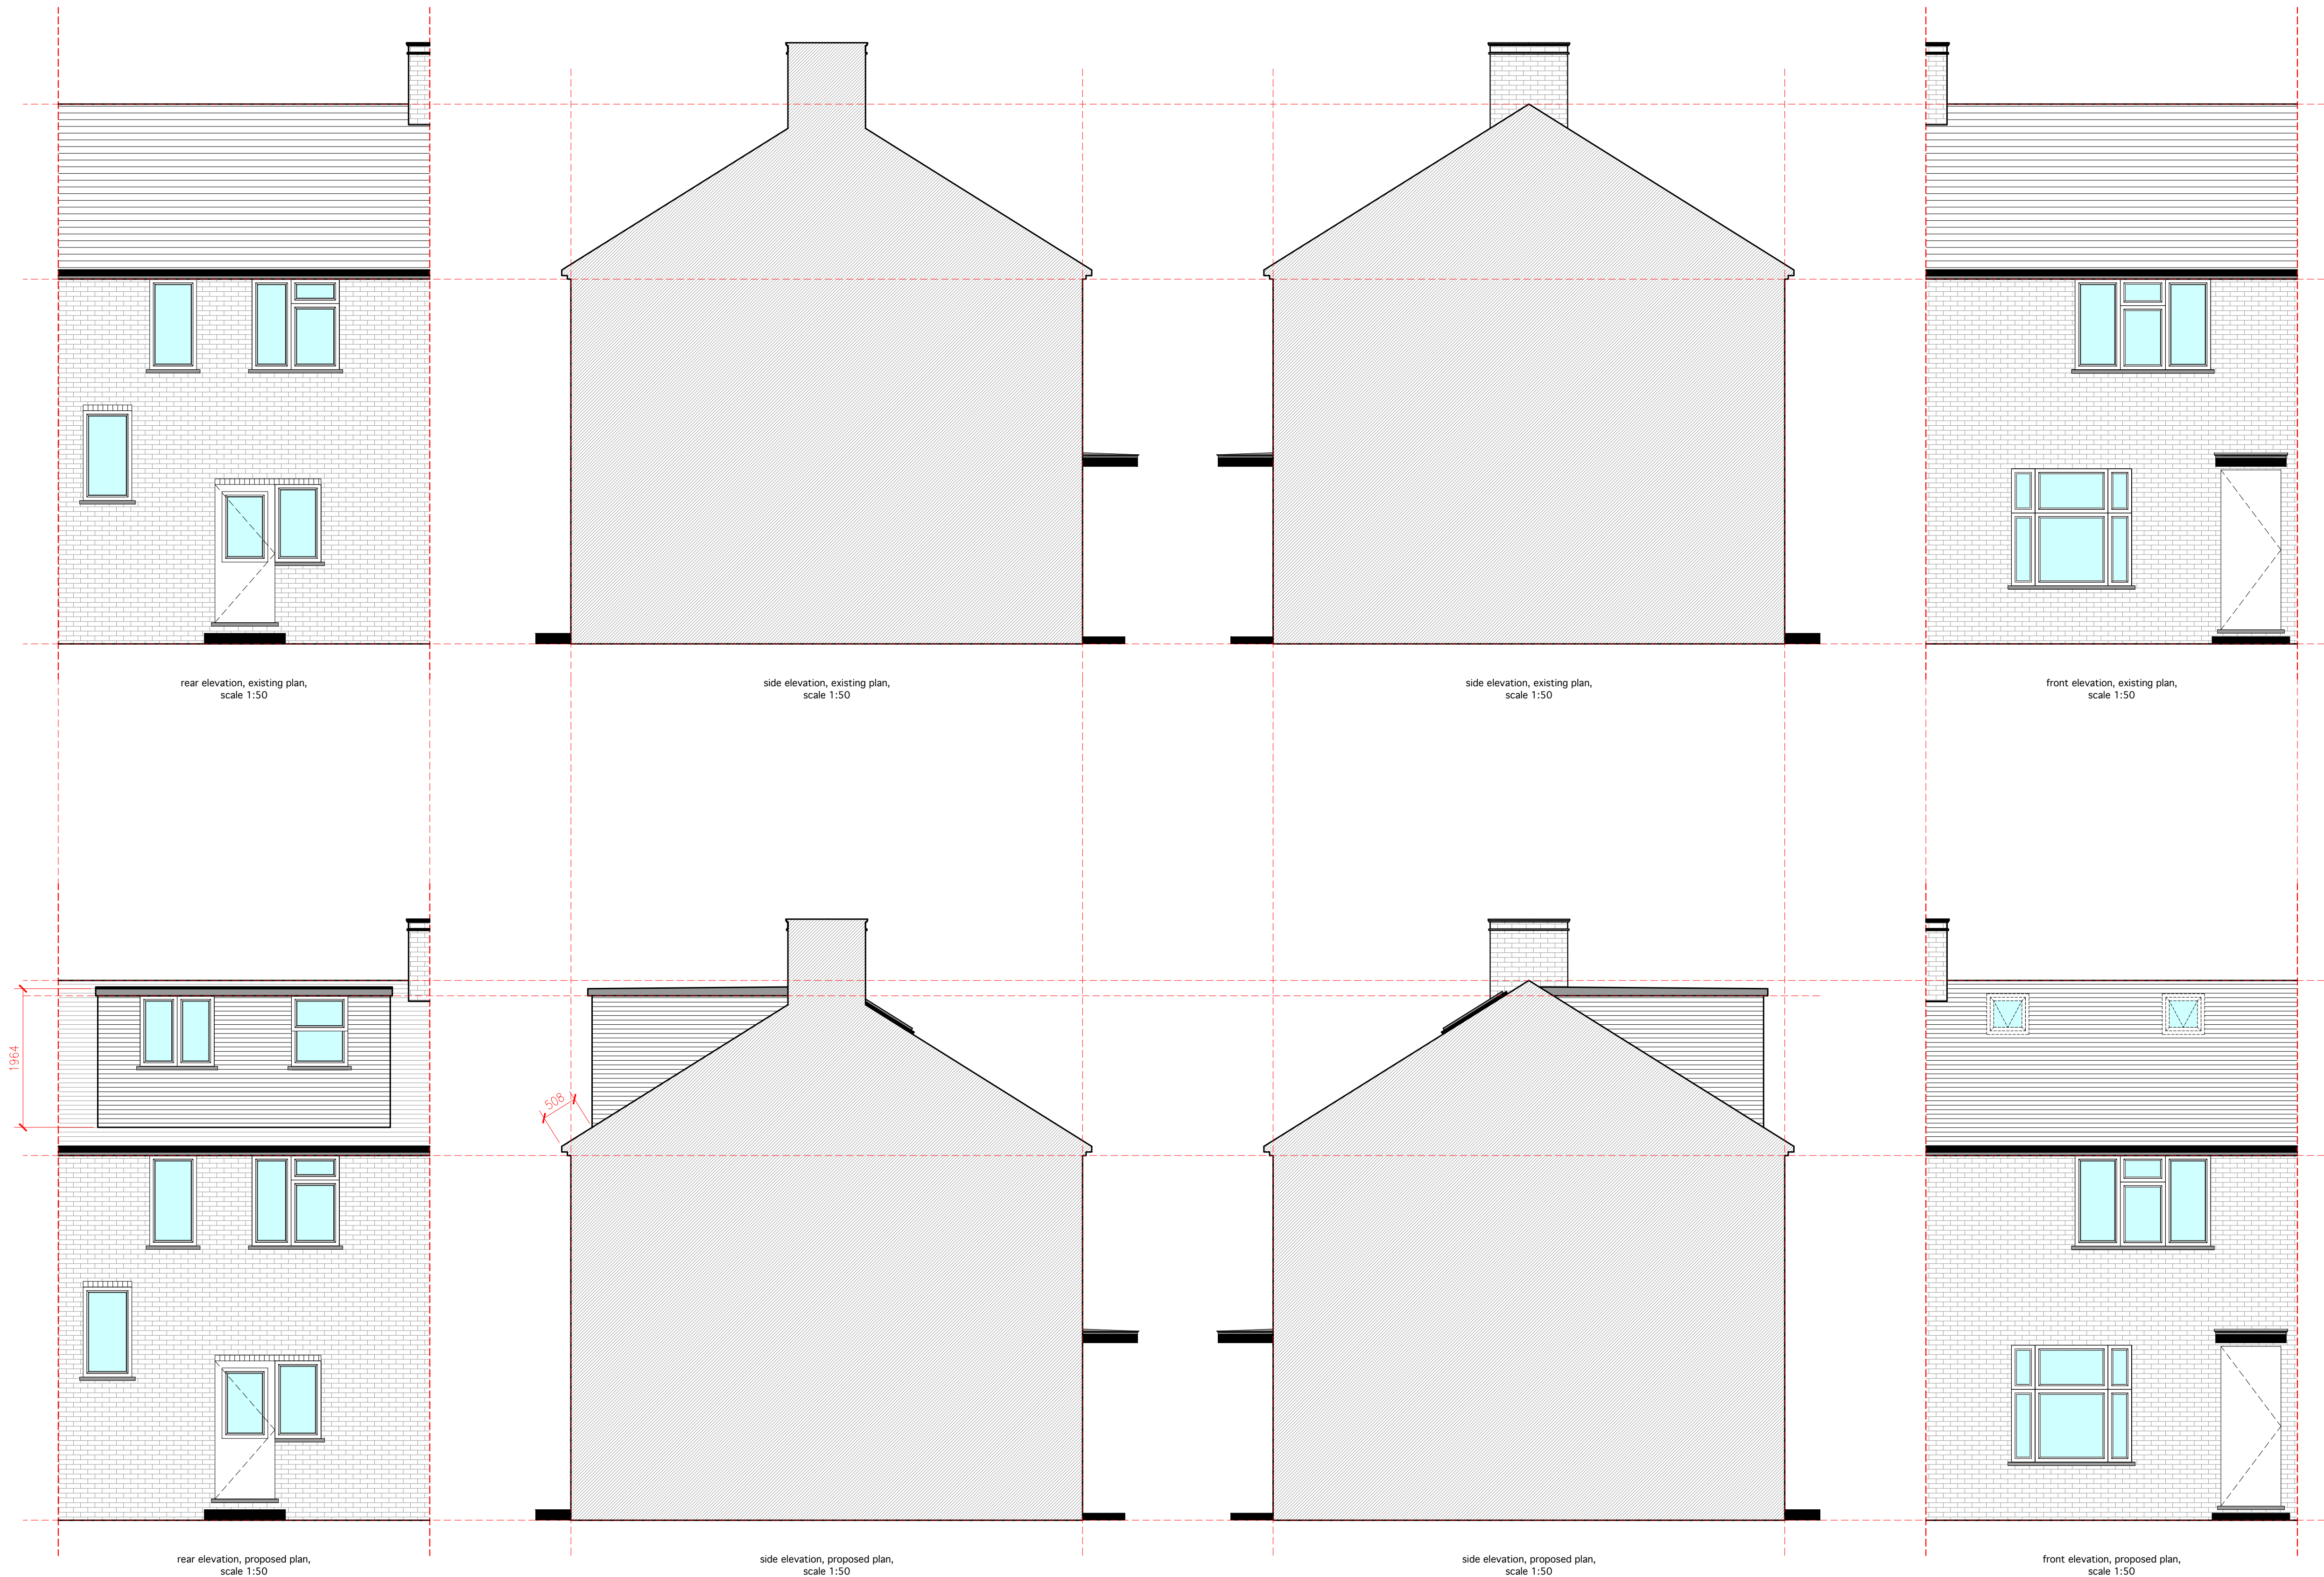 rear elevation, existing plan,
scale 1:50
side elevation, existing plan,
scale 1:50
side elevation, existing plan,
scale 1:50
front elevation, existing plan,
scale 1:50
1964
508
rear elevation, proposed plan,
scale 1:50
side elevation, proposed plan,
scale 1:50
side elevation, proposed plan,
scale 1:50
front elevation, proposed plan,
scale 1:50